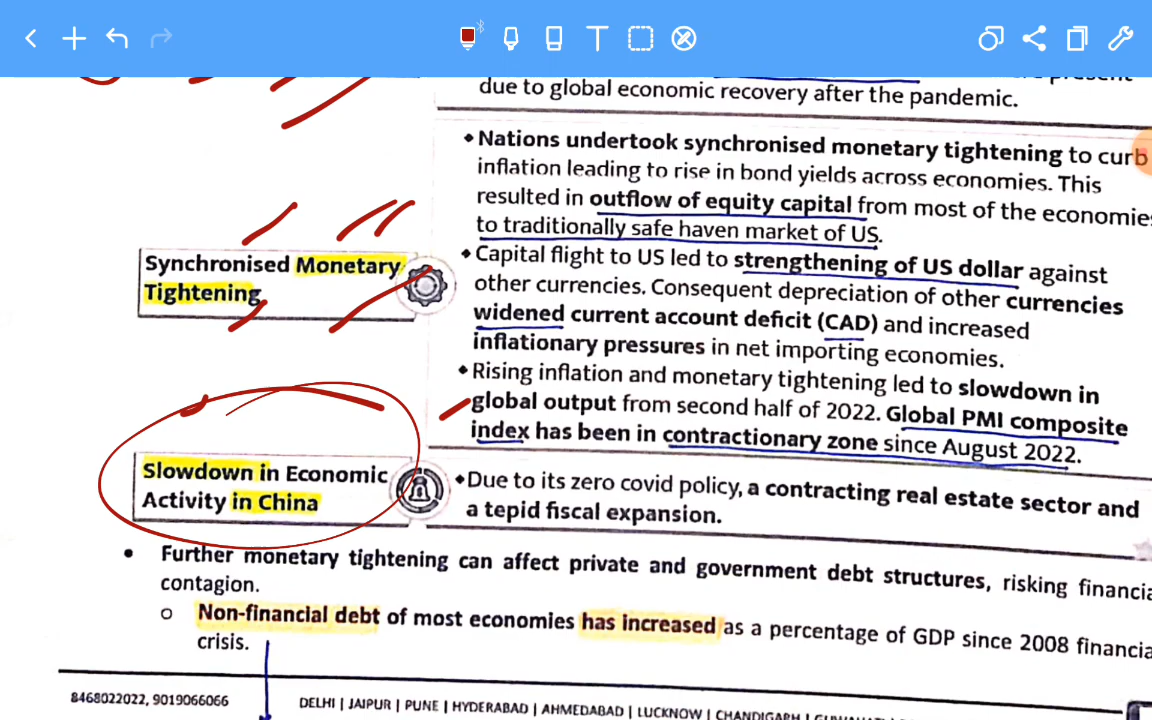 due to global economic recovery after the pandemic.
Nations undertook synchronised monetary tightening to curb
inflation leading to rise in bond yields across economies. This
resulted in outflow of equity capital from most of the economies
to traditionally safe haven market of US.
Synchronised Monetary
Tightening
Capital flight to US led to strengthening of US dollar against
other currencies. Consequent depreciation of other currencies
widened current account deficit (CAD) and increased
inflationary pressures in net importing economies.
Rising inflation and monetary tightening led to slowdown in
global output from second half of 2022. Global PMI composite
index has been in contractionary zone since August 2022.
Slowdown in Economic
Activity in China
Due to its zero covid policy, a contracting real estate sector and
a tepid fiscal expansion.
Further monetary tightening can affect private and government debt structures, risking financia
contagion.
Non-financial debt of most economies has increased as a percentage of GDP since 2008 financia
crisis.
8468022022, 9019066066
DELHI | JAIPUR | PUNE | HYDERABAD | AHMEDABAD | LUCKNOW | CHANDIGARH |